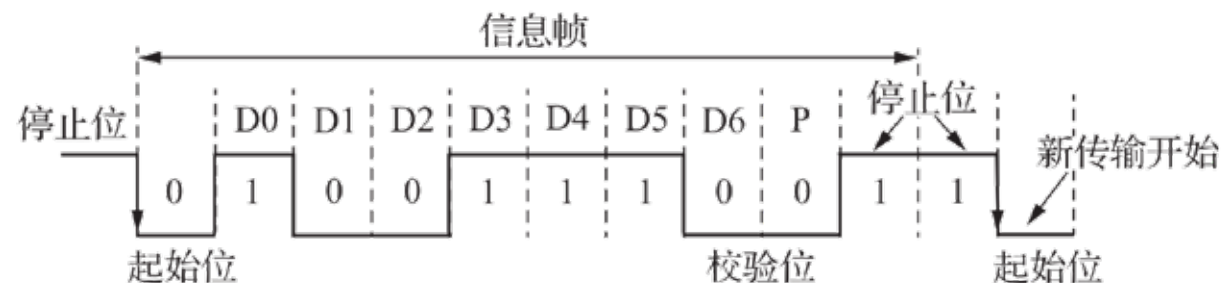 信息帧
停止位 D0 D1 D2 D3 D4 D5 D6 P 停止位
新传输开始
0 1 0 0 1 1 1 0 0 1 1
起始位 校验位 起始位